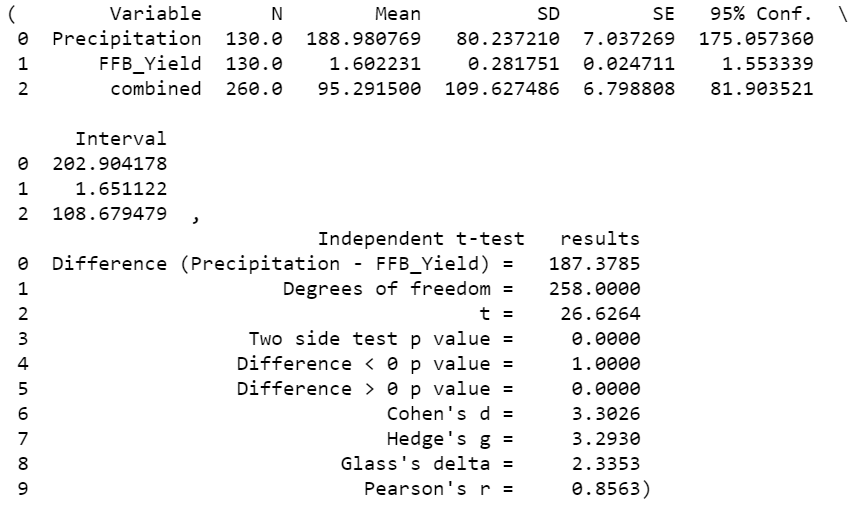 (       Variable      N        Mean          SD        SE   95% Conf.  \
0  Precipitation  130.0  188.980769   80.237210  7.037269  175.057360
1      FFB_Yield  130.0    1.602231    0.281751  0.024711    1.553339
2       combined  260.0   95.291500  109.627486  6.798808   81.903521
Interval
0  202.904178
1    1.651122
2  108.679479  ,
Independent t-test   results
0  Difference (Precipitation - FFB_Yield) =   187.3785
1                      Degrees of freedom =   258.0000
2                                       t =    26.6264
3                   Two side test p value =     0.0000
4                  Difference < 0 p value =     1.0000
5                  Difference > 0 p value =     0.0000
6                               Cohen's d =     3.3026
7                               Hedge's g =     3.2930
8                           Glass's delta =     2.3353
9                             Pearson's r =     0.8563)